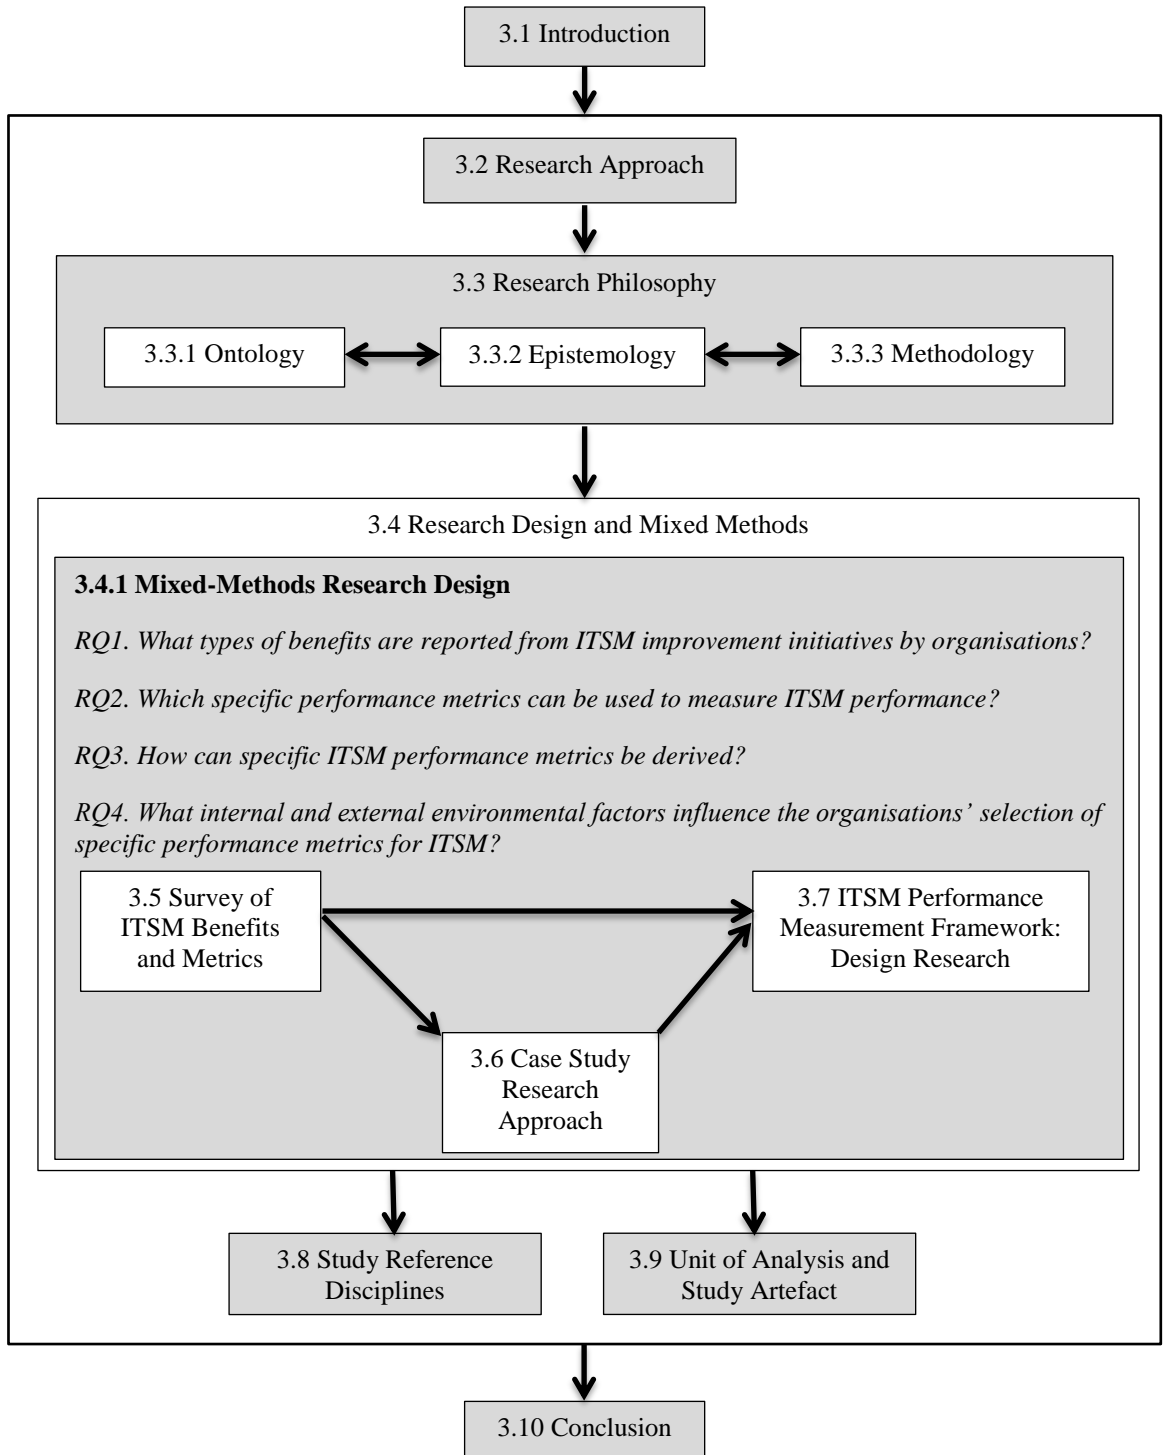 3.1 Introduction
3.2 Research Approach
3.3 Research Philosophy
3.3.1 Ontology
3.3.2 Epistemology
3.3.3 Methodology
3.4 Research Design and Mixed Methods
3.4.1 Mixed-Methods Research Design
RQ1. What types of benefits are reported from ITSM improvement initiatives by organisations?
RQ2. Which specific performance metrics can be used to measure ITSM performance?
RQ3. How can specific ITSM performance metrics be derived?
RQ4. What internal and external environmental factors influence the organisations’ selection of
specific performance metrics for ITSM?
3.5 Survey of
ITSM Benefits
and Metrics
3.7 ITSM Performance
Measurement Framework:
Design Research
3.6 Case Study
Research
Approach
3.8 Study Reference
Disciplines
3.9 Unit of Analysis and
Study Artefact
3.10 Conclusion